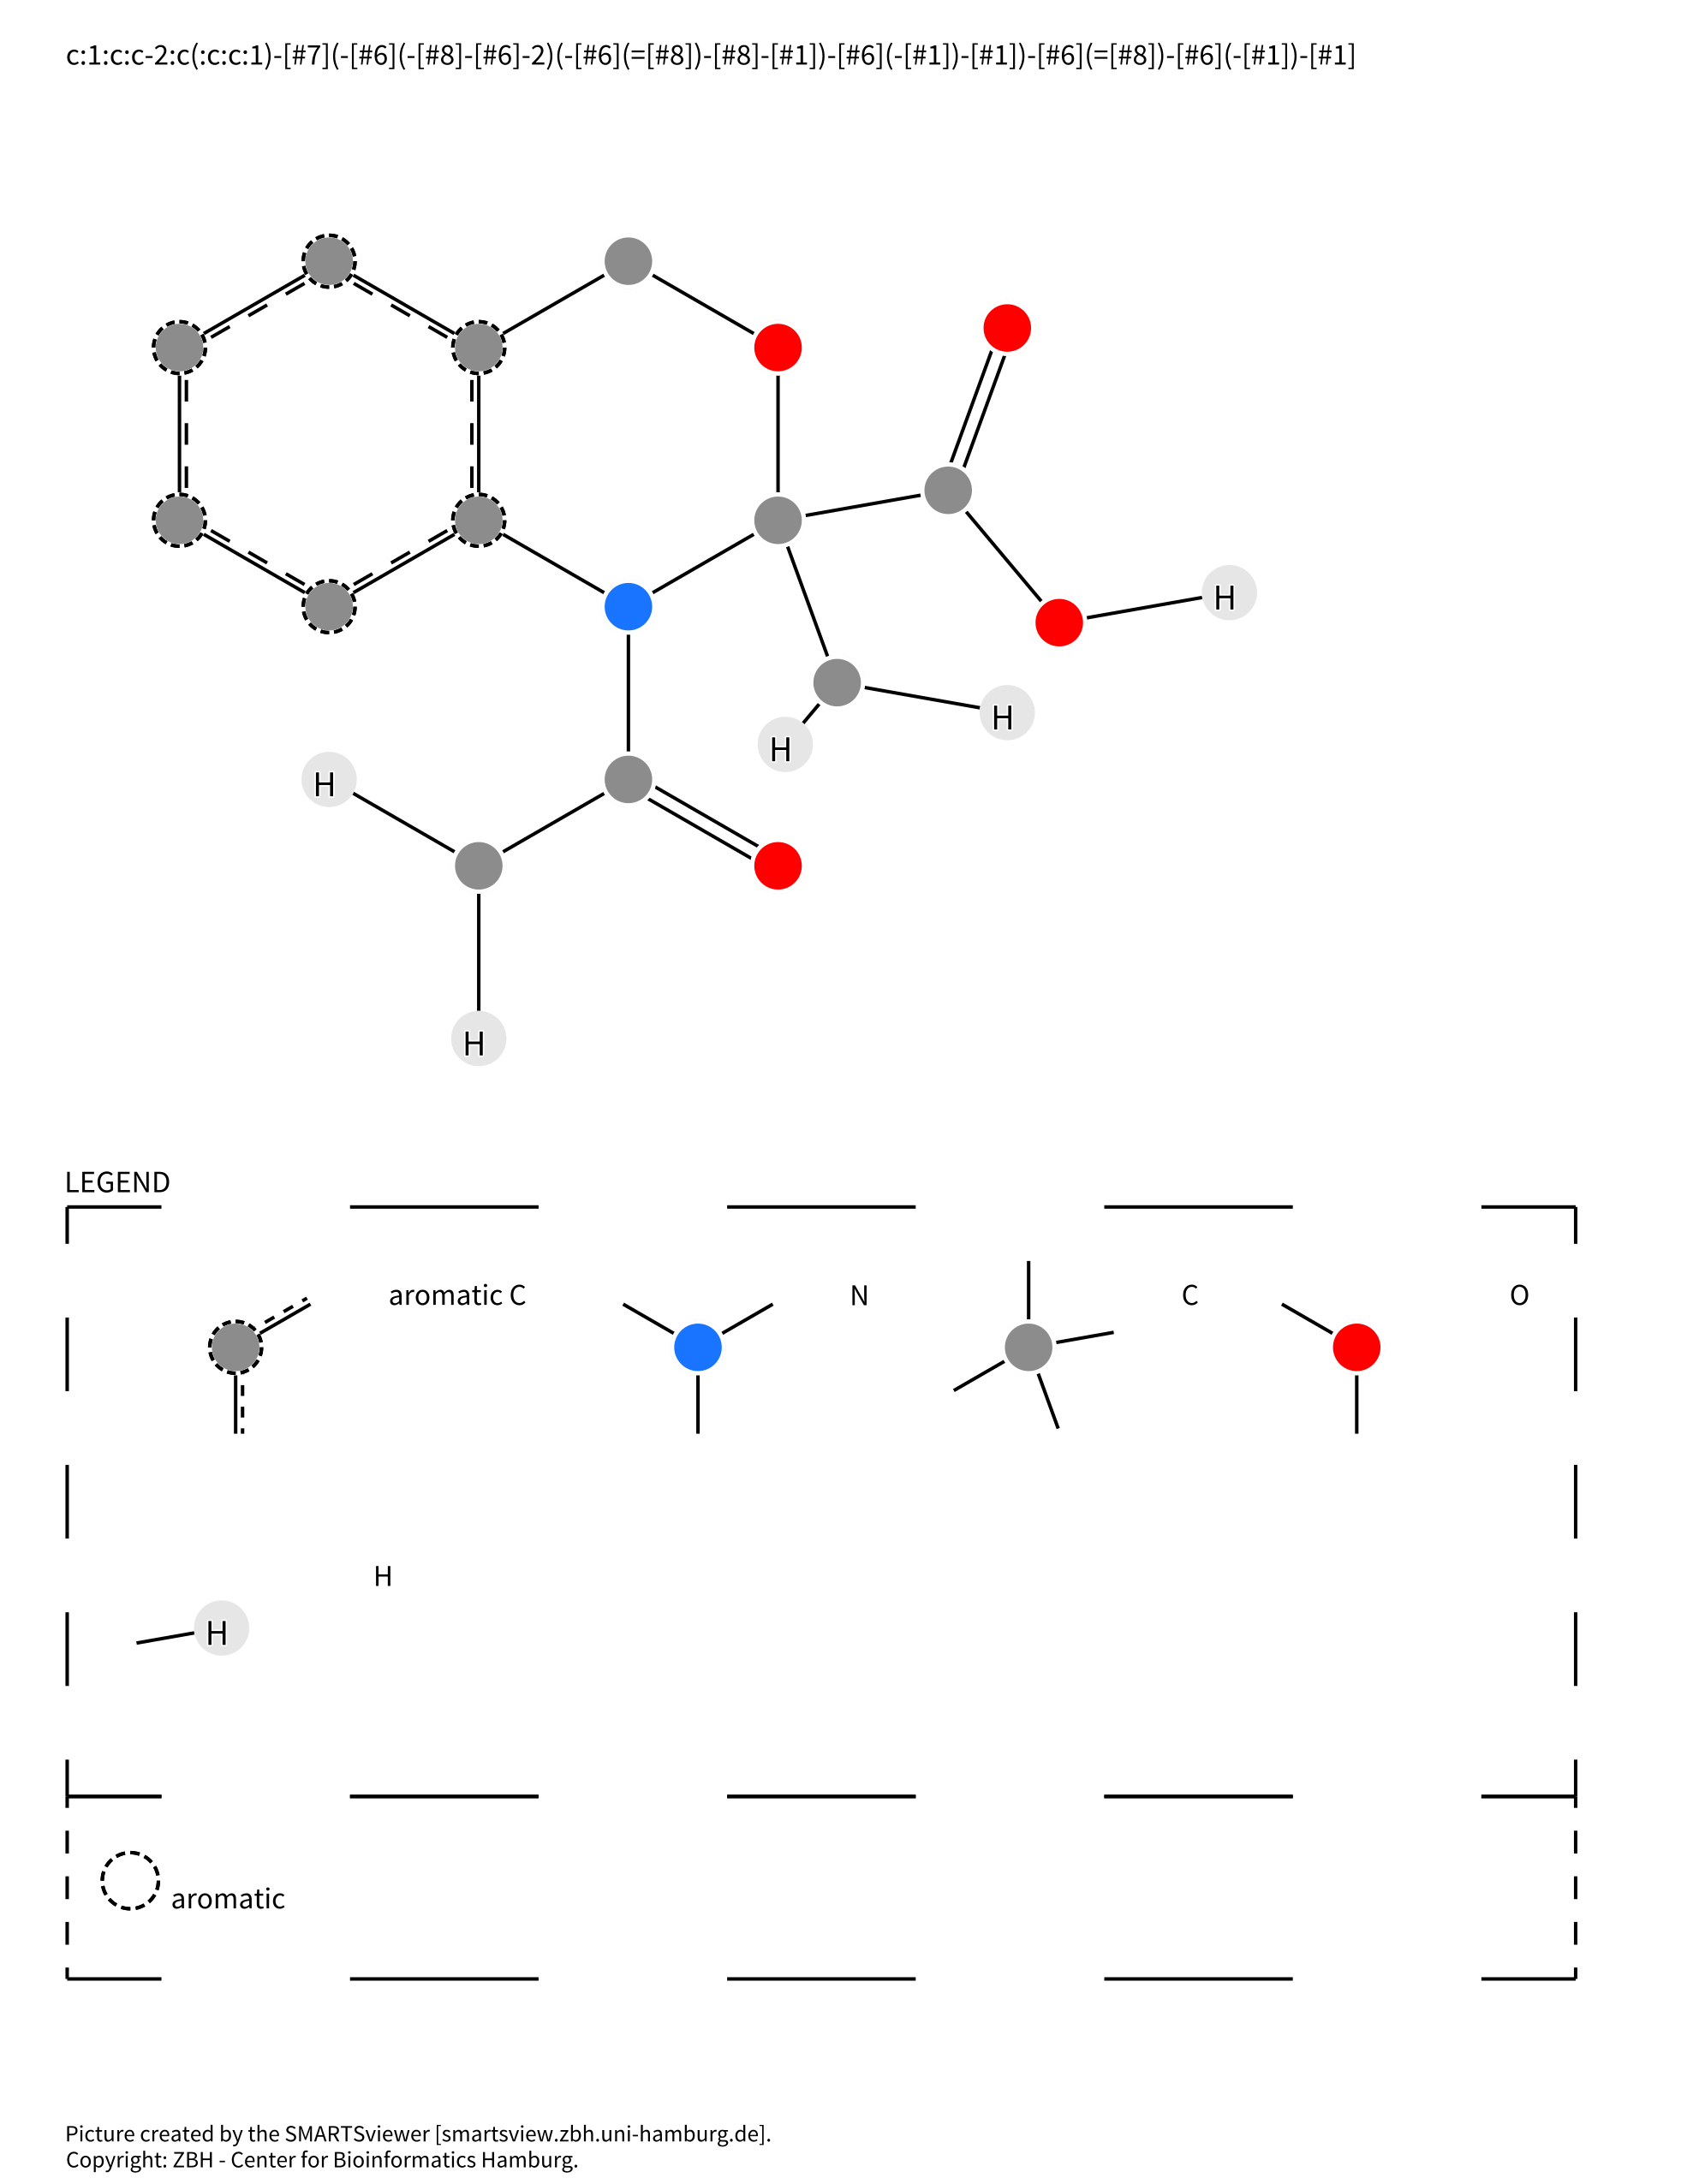 c:1:c:c-2:c(:c:c:1)-[#7](-[#6](-[#8]-[#6]-2)(-[#6](=[#8])-[#8]-[#1])-[#6](-[#1])-[#1])-[#6](=[#8])-[#6](-[#1])-[#1]
H
H
H
H
H
LEGEND
aromatic C
N
C
O
H
H
aromatic
Picture created by the SMARTSviewer [smartsview.zbh.uni-hamburg.de].
Copyright: ZBH - Center for Bioinformatics Hamburg.